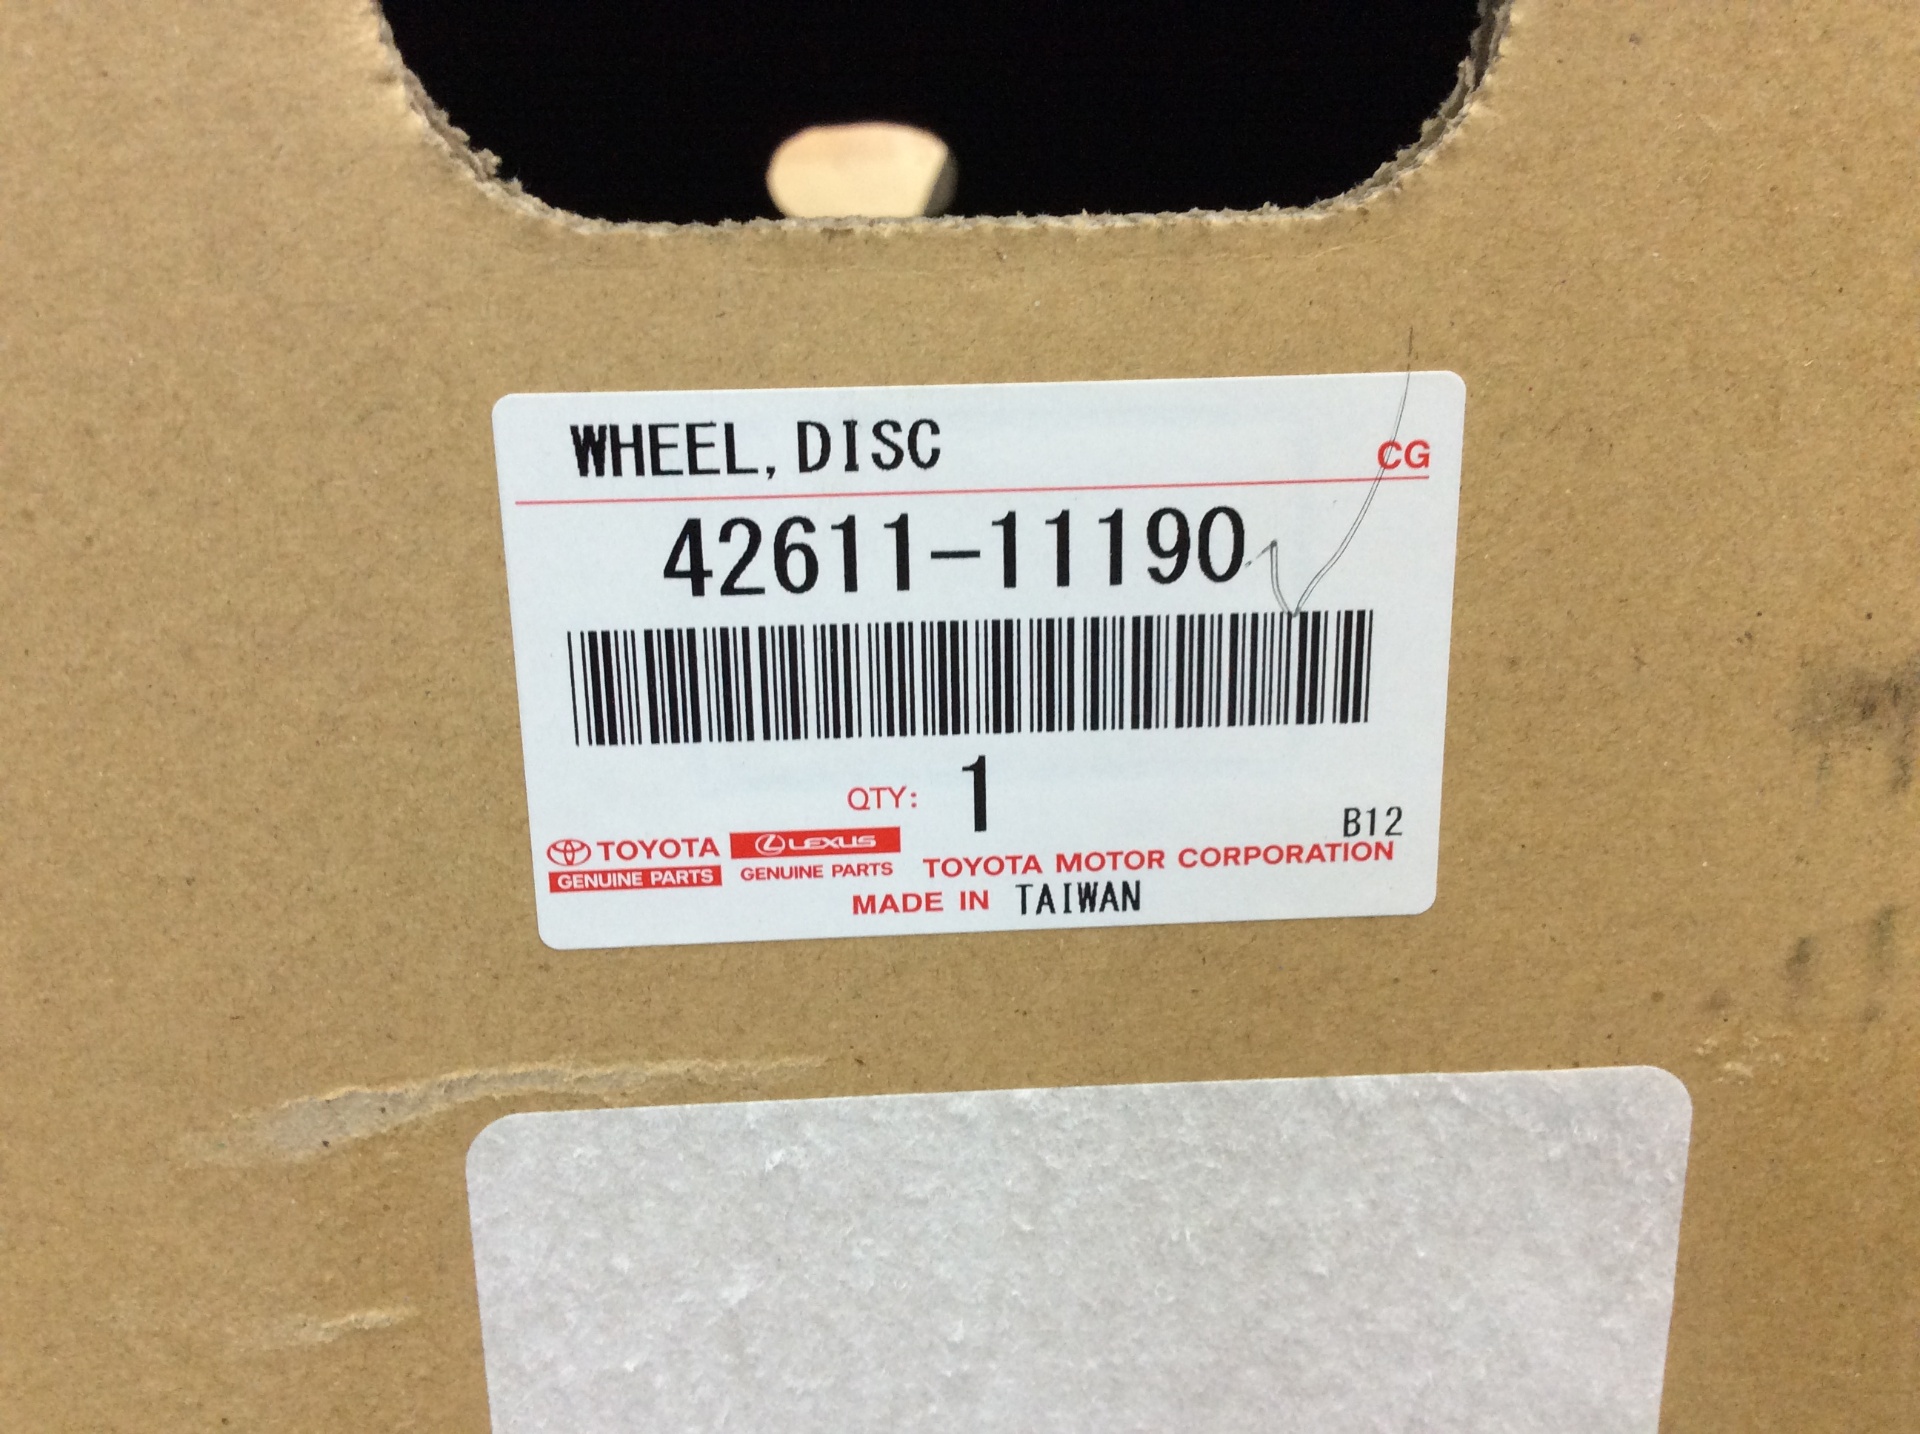 WHEEL,DISC
CG
42611-11190
QTY: 1
B12
TOYOTA
GENUINE PARTS
LEXUS
GENUINE PARTS
TOYOTA MOTOR CORPORATION
MADE IN TAIWAN